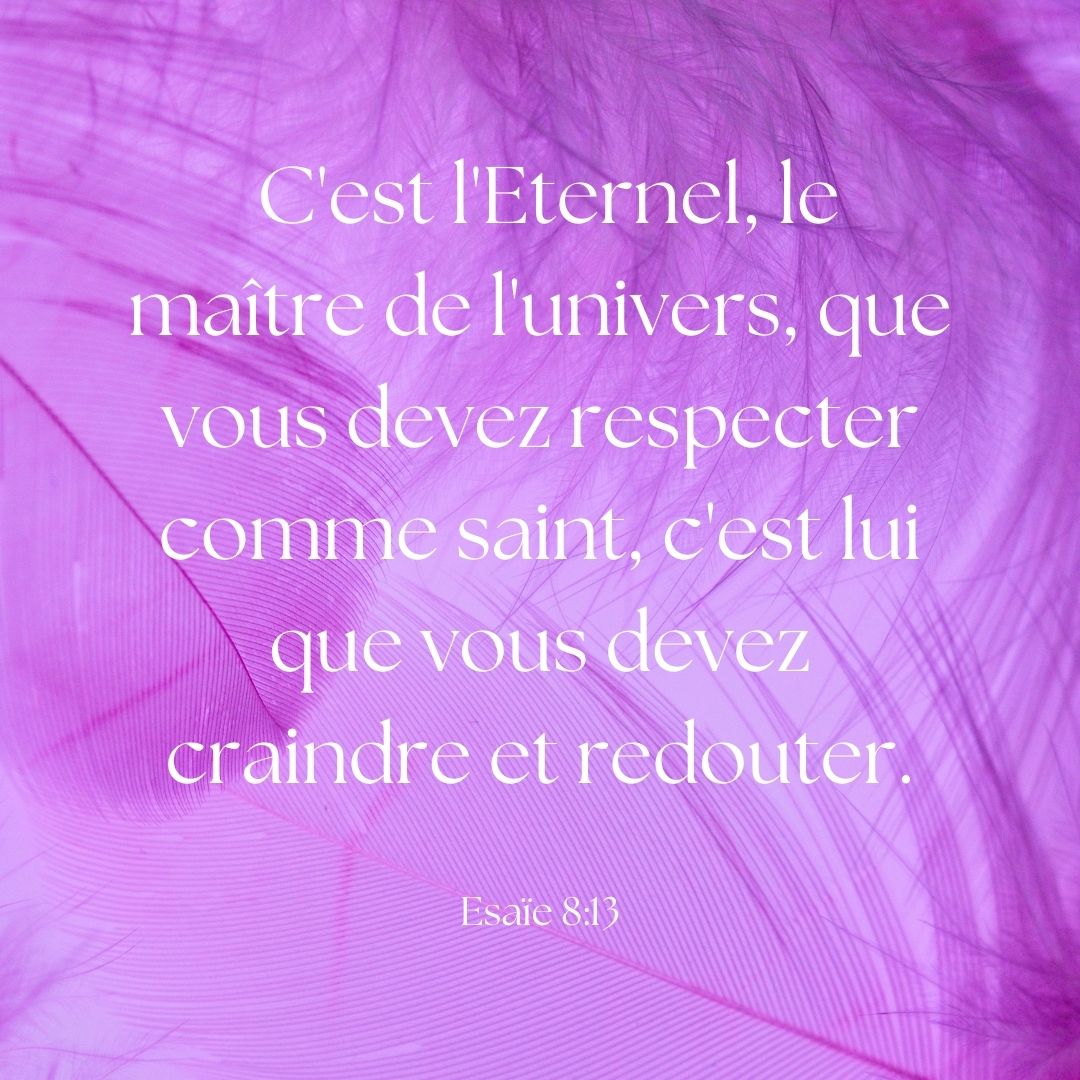 C'est l'Eternel, le
maître de l'univers, que
vous devez respecter
comme saint, c'est lui
que vous devez
craindre et redouter.
Esaïe 8:13